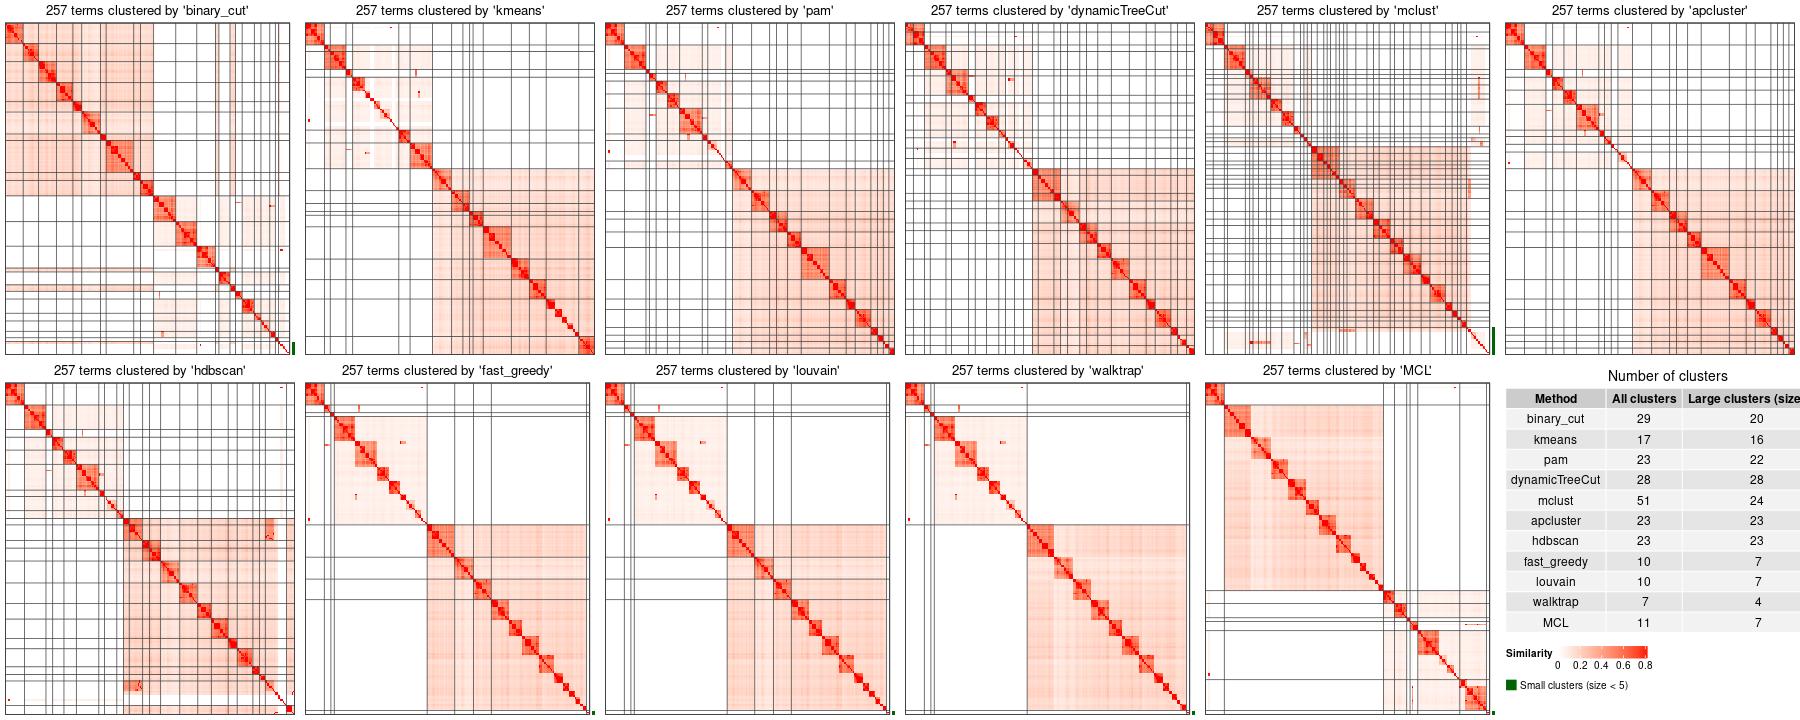 257 terms clustered by 'binary_cut'
257 terms clustered by 'kmeans'
257 terms clustered by 'pam'
257 terms clustered by 'dynamicTreeCut'
257 terms clustered by 'mclust'
257 terms clustered by 'apcluster'
257 terms clustered by 'hdbscan'
257 terms clustered by 'fast_greedy'
257 terms clustered by 'louvain'
257 terms clustered by 'walktrap'
257 terms clustered by 'MCL'
Number of clusters
Method All clusters Large clusters (size
binary_cut 29 20
kmeans 17 16
pam 23 22
dynamicTreeCut 28 28
mclust 51 24
apcluster 23 23
hdbscan 23 23
fast_greedy 10 7
louvain 10 7
walktrap 7 4
MCL 11 7
Similarity
0 0.2 0.4 0.6 0.8
Small clusters (size < 5)